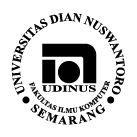 UNIVERSITAS DIAN NUSWANTORO
UDINUS
FAKULTAS ILMU KOMPUTER
• SEMARANG •